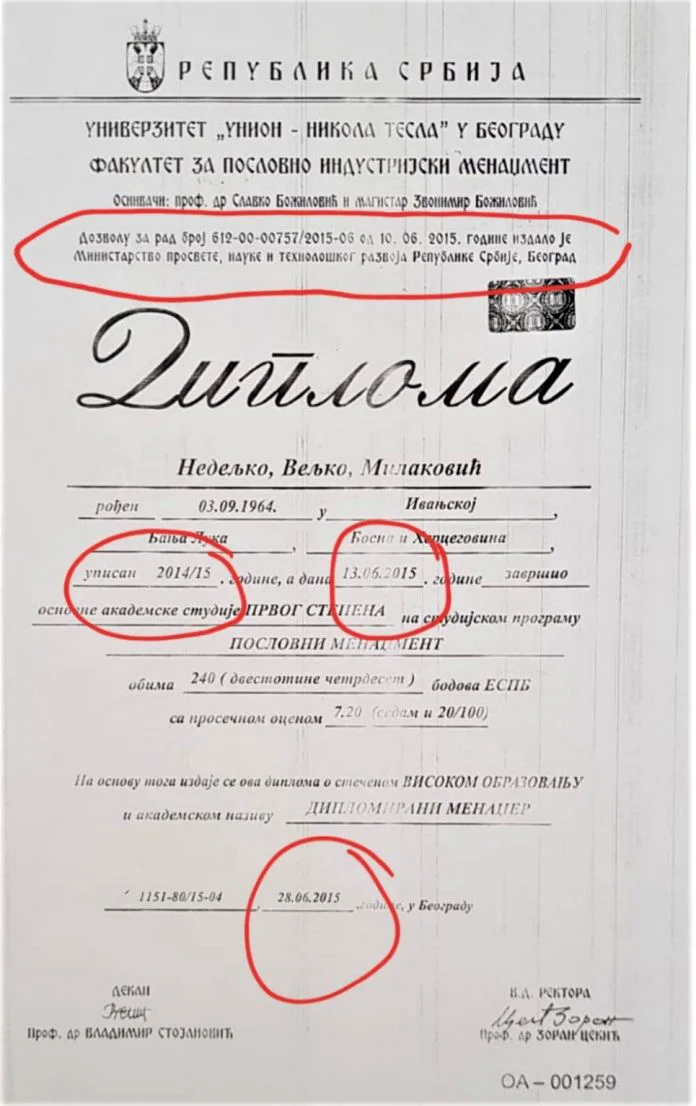 РЕПУБЛИКА СРБИЈА
УНИВЕРЗИТЕТ „УНИОН - НИКОЛА ТЕСЛА" У БЕОГРАДУ
ФАКУЛТЕТ ЗА ПОСЛОВНО ИНДУСТРИЈСКИ МЕНАЏМЕНТ
Оснивачи: проф. др Славко Божиловић и магистар Звонимир Божиловић
Дозволу за рад број 612-00-00757/2015-06 од 10. 06. 2015. године издало је
Министарство просвете, науке и технолошког развоја Републике Србије, Београд
Диплома
Недељко, Вељко, Милаковић
рођен 03.09.1964. у Ивањској,
Бања Лука, Босна и Херцеговина,
уписан 2014/15. године, а дана 13.06.2015. године завршио
основне академске студије ПРВОГ СТЕПЕНА на студијском програму
ПОСЛОВНИ МЕНАЏМЕНТ
обима 240 ( двестотине четрдесет ) бодова ЕСПБ
са просечном оценом 7.20 (седам и 20/100)
На основу тога издаје се ова диплома о стеченом ВИСОКОМ ОБРАЗОВАЊУ
и академском називу ДИПЛОМИРАНИ МЕНАЏЕР
1151-80/15-04, 28.06.2015. године, у Београду
ДЕКАН
Проф. др ВЛАДИМИР СТОЈАНОВИЋ
В.Д. РЕКТОРА
Проф. др ЗОРАН ЦЕКИЋ
ОА – 001259